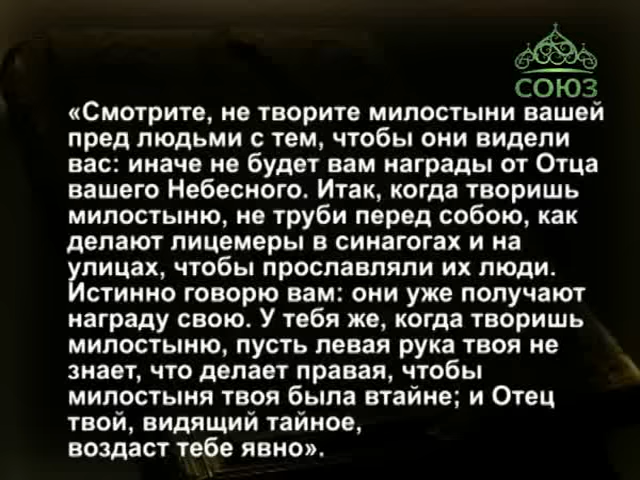 СОЮЗ
«Смотрите, не творите милостыни вашей
пред людьми с тем, чтобы они видели
вас: иначе не будет вам награды от Отца
вашего Небесного. Итак, когда творишь
милостыню, не труби перед собою, как
делают лицемеры в синагогах и на
улицах, чтобы прославляли их люди.
Истинно говорю вам: они уже получают
награду свою. У тебя же, когда творишь
милостыню, пусть левая рука твоя не
знает, что делает правая, чтобы
милостыня твоя была втайне; и Отец
твой, видящий тайное,
воздаст тебе явно».